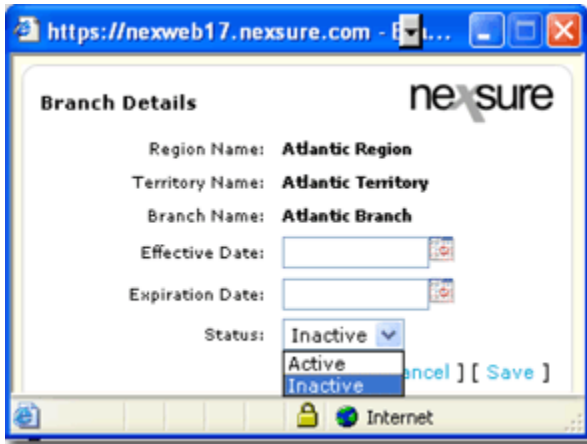 https://nexweb17.nexsure.com - ...
Branch Details
nexsure
Region Name: Atlantic Region
Territory Name: Atlantic Territory
Branch Name: Atlantic Branch
Effective Date:
Expiration Date:
Status: Inactive
Active
ancel ] [ Save ]
Inactive
Internet